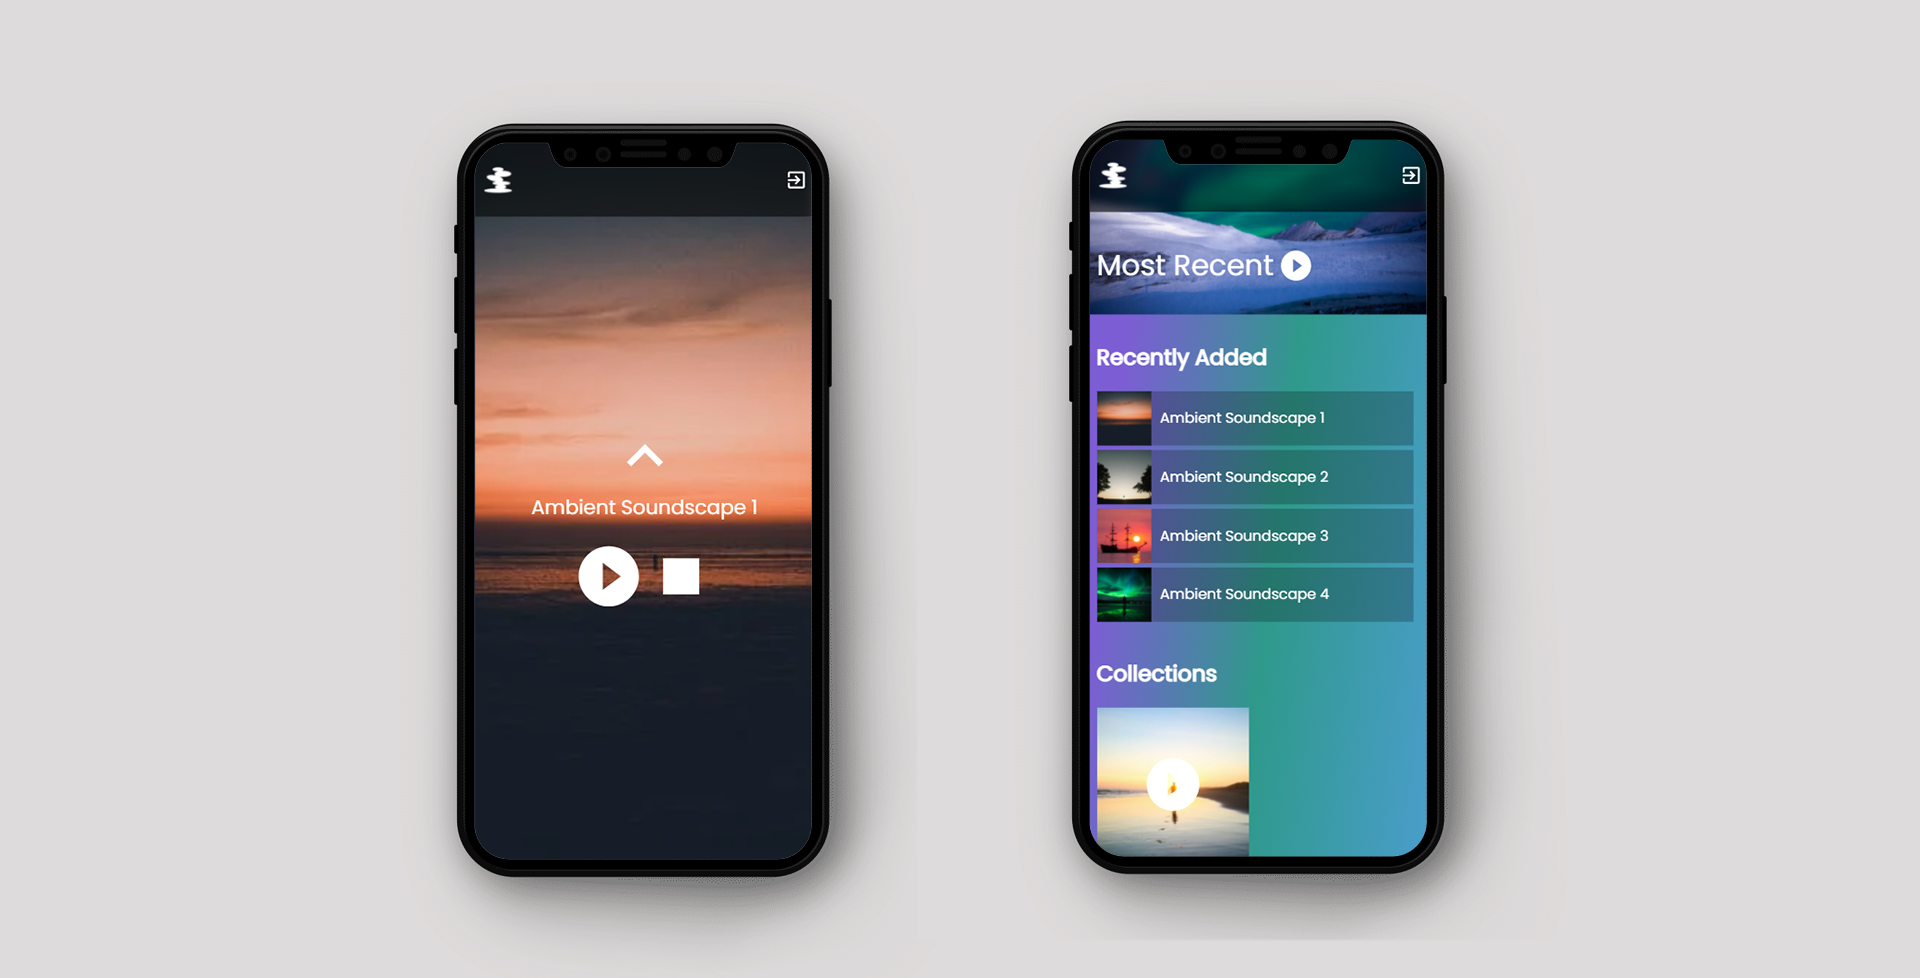 Ambient Soundscape 1
Most Recent
Recently Added
Ambient Soundscape 1
Ambient Soundscape 2
Ambient Soundscape 3
Ambient Soundscape 4
Collections